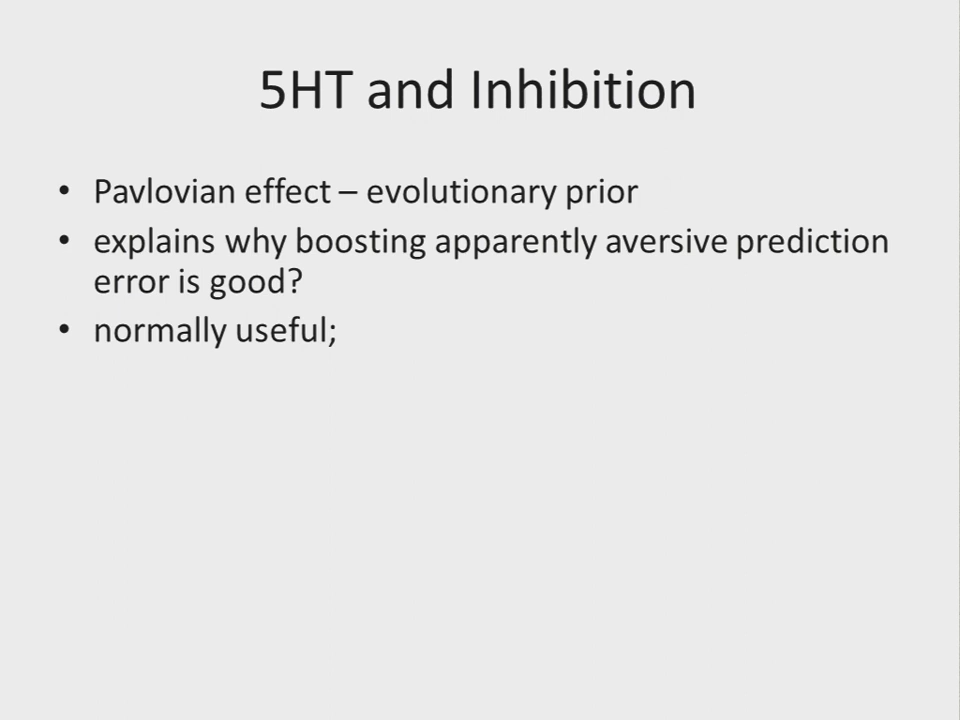 5HT and Inhibition
• Pavlovian effect – evolutionary prior
• explains why boosting apparently aversive prediction
error is good?
• normally useful;